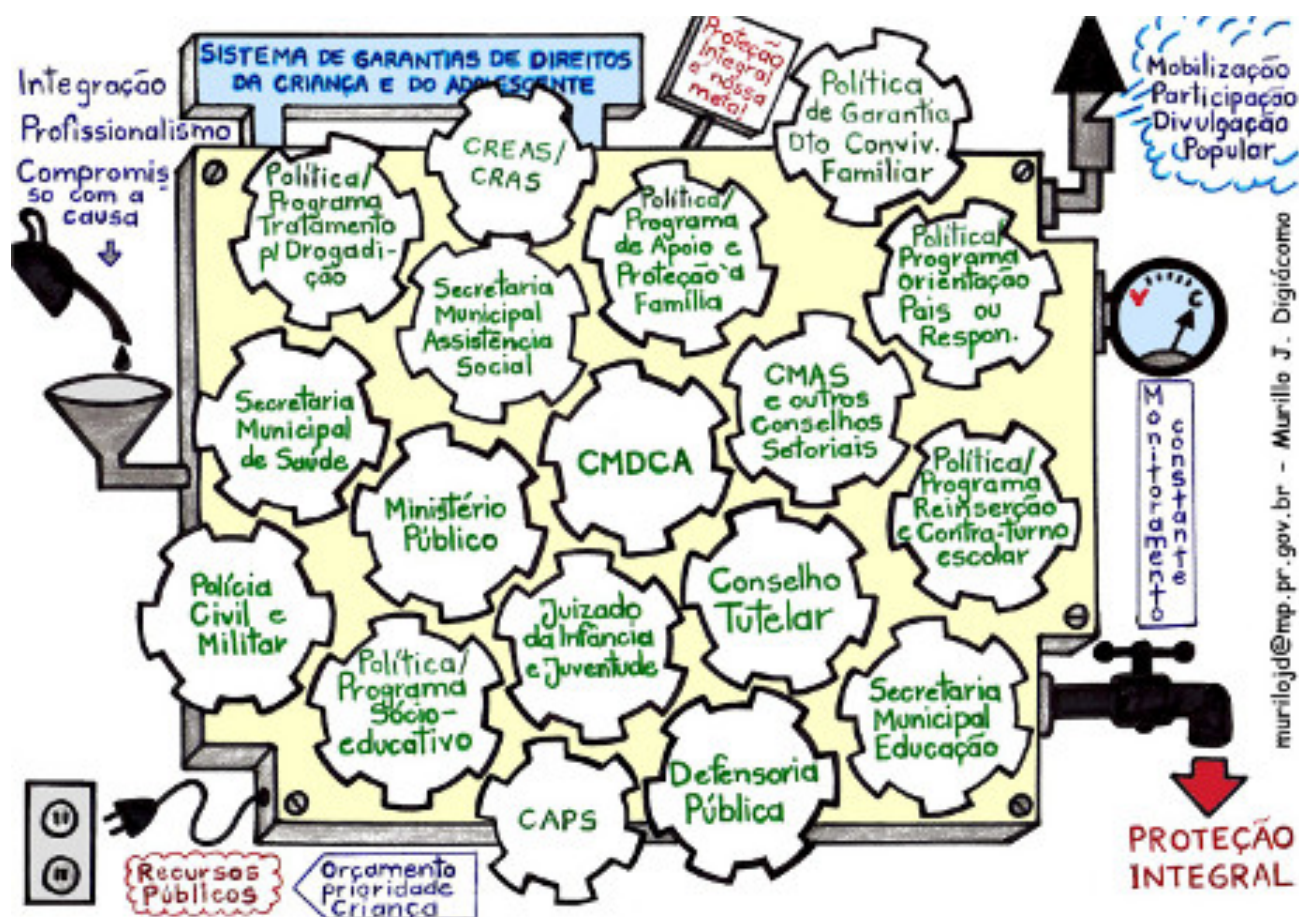 SISTEMA DE GARANTIAS DE DIREITOS
DA CRIANÇA E DO ADOLESCENTE
Integração
Profissionalismo
Compromis
so com a
causa
Proteção
Integral
é nossa
meta!
Política
de Garantia
Dto Conviv.
Familiar
Mobilização
Participação
Divulgação
Popular
CREAS/
CRAS
Política/
Programa
Tratamento
p/ Drogadi-
ção
Política/
Programa
de Apoio e
Proteção à
Família
Política/
Programa
Orientação
Pais ou
Respon.
Secretaria
Municipal
Assistência
Social
V C
Secretaria
Municipal
de Saúde
CMDCA
CMAS
e outros
Conselhos
Setoriais
Monitoramento
constante
Ministério
Público
Política/
Programa
Reinserção
e Contra-turno
escolar
Polícia
Civil e
Militar
Juizado
da Infância
e Juventude
Conselho
Tutelar
Política/
Programa
Sócio-
educativo
Secretaria
Municipal
Educação
CAPS
Defensoria
Pública
Recursos
Públicos
Orçamento
prioridade
Criança
PROTEÇÃO
INTEGRAL
murilojd@mp.pr.gov.br - Murillo J. Digiácomo